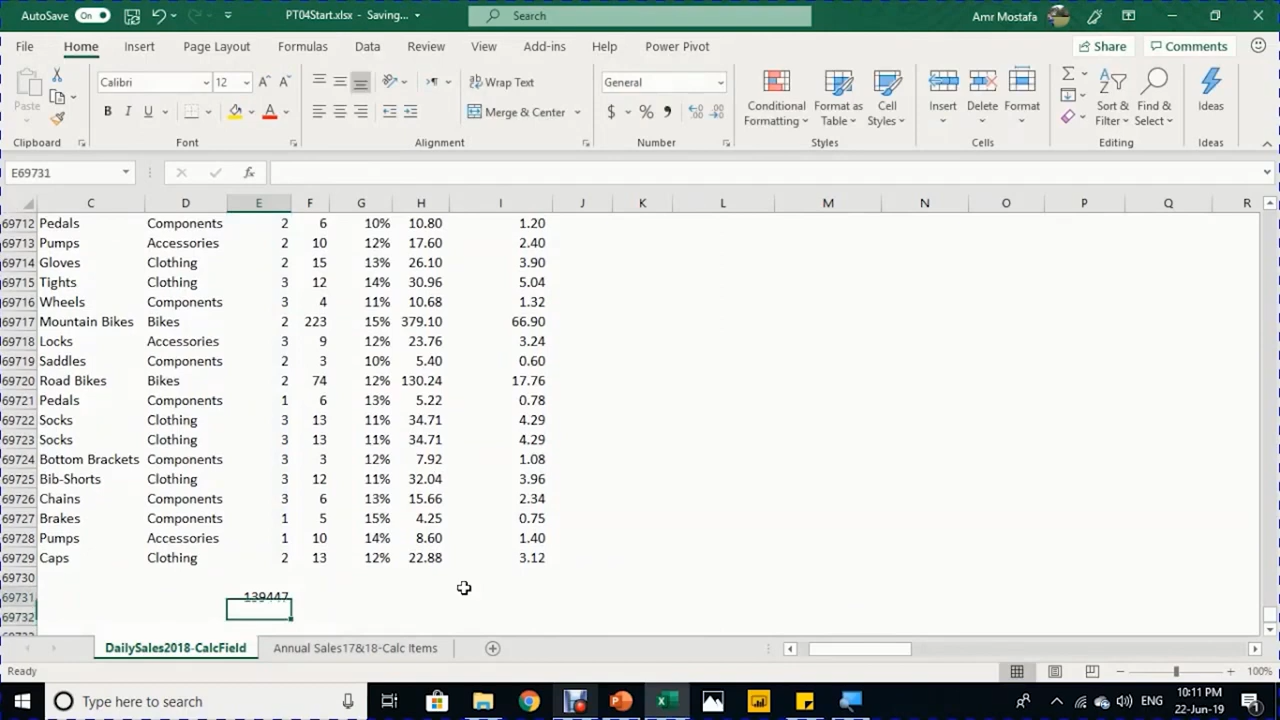 AutoSave On PT04Start.xlsx - Saving... Search Amr Mostafa
File Home Insert Page Layout Formulas Data Review View Add-ins Help Power Pivot Share Comments
Paste Calibri 12 Wrap Text General Conditional Formatting Format as Table Cell Styles Insert Delete Format Sort & Filter Find & Select Ideas
B I U Merge & Center $ % ,
Clipboard Font Alignment Number Styles Cells Editing Ideas
E69731 fx
C D E F G H I J K L M N O P Q R
69712 Pedals Components 2 6 10% 10.80 1.20
69713 Pumps Accessories 2 10 12% 17.60 2.40
69714 Gloves Clothing 2 15 13% 26.10 3.90
69715 Tights Clothing 3 12 14% 30.96 5.04
69716 Wheels Components 3 4 11% 10.68 1.32
69717 Mountain Bikes Bikes 2 223 15% 379.10 66.90
69718 Locks Accessories 3 9 12% 23.76 3.24
69719 Saddles Components 2 3 10% 5.40 0.60
69720 Road Bikes Bikes 2 74 12% 130.24 17.76
69721 Pedals Components 1 6 13% 5.22 0.78
69722 Socks Clothing 3 13 11% 34.71 4.29
69723 Socks Clothing 3 13 11% 34.71 4.29
69724 Bottom Brackets Components 3 3 12% 7.92 1.08
69725 Bib-Shorts Clothing 3 12 11% 32.04 3.96
69726 Chains Components 3 6 13% 15.66 2.34
69727 Brakes Components 1 5 15% 4.25 0.75
69728 Pumps Accessories 1 10 14% 8.60 1.40
69729 Caps Clothing 2 13 12% 22.88 3.12
69730
69731 139447
69732
DailySales2018-CalcField Annual Sales17&18-Calc Items
Ready 100%
Type here to search ENG 10:11 PM
22-Jun-19